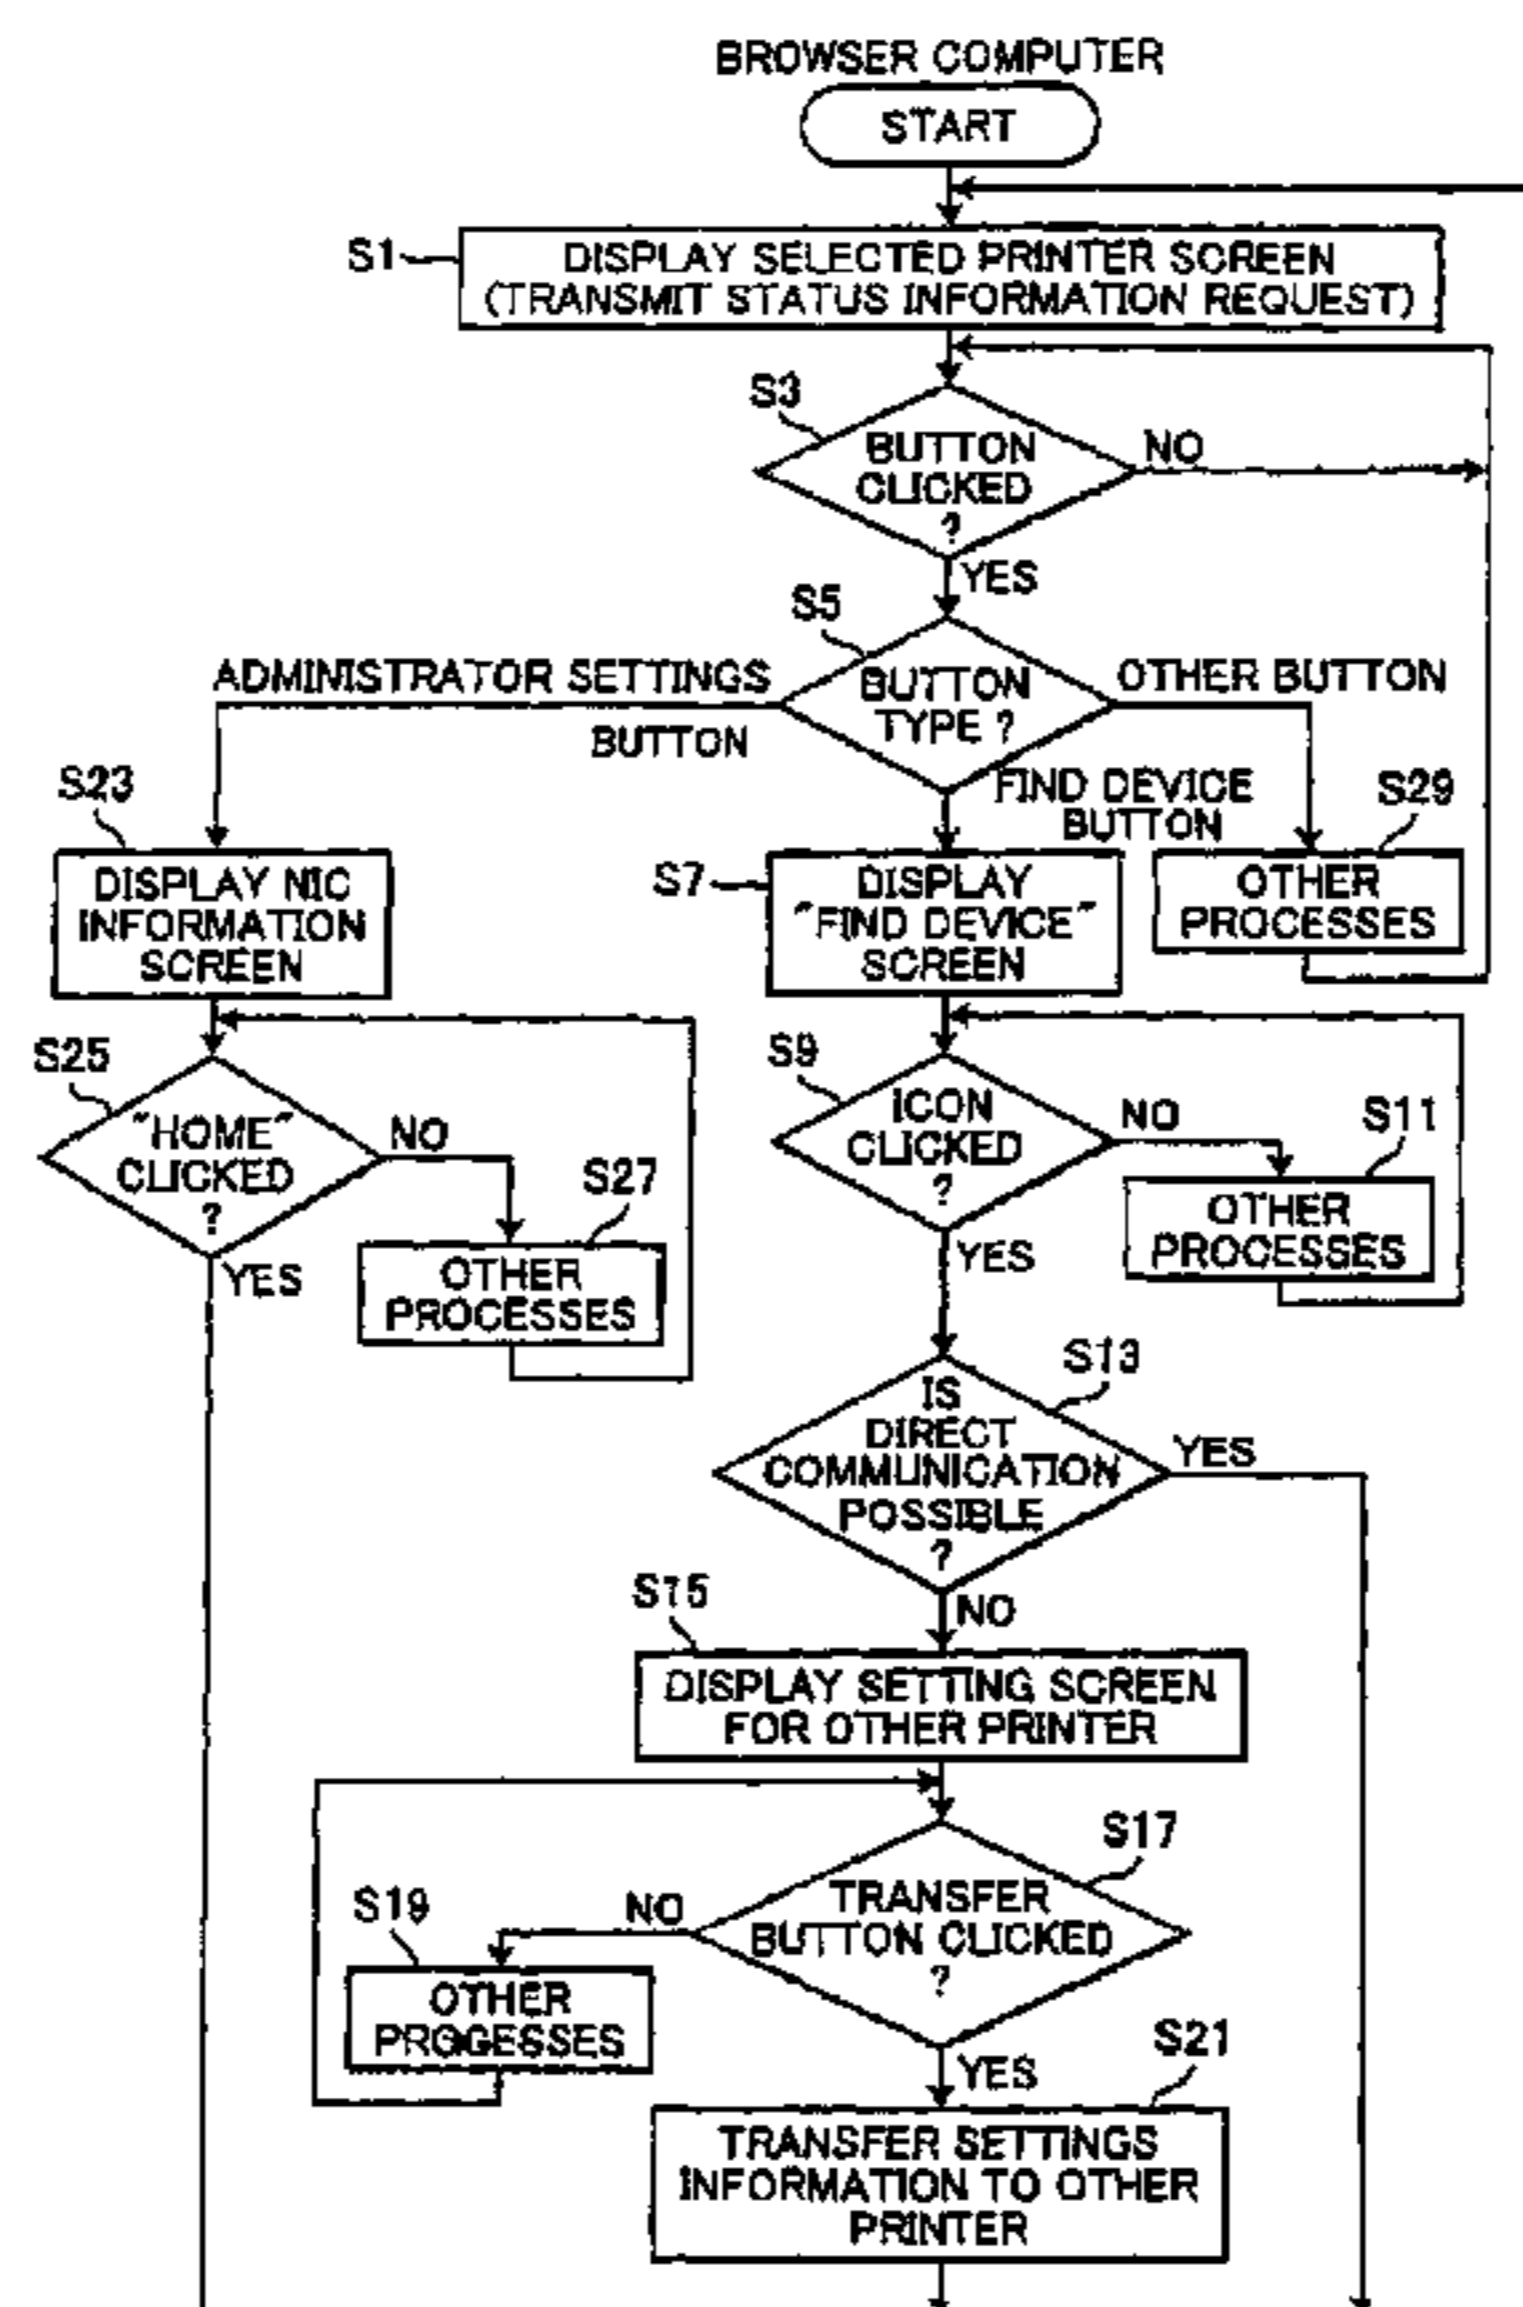 BROWSER COMPUTER
START
S1
DISPLAY SELECTED PRINTER SCREEN
(TRANSMIT STATUS INFORMATION REQUEST)
S3
BUTTON
CLICKED
?
NO
YES
S5
BUTTON
TYPE ?
ADMINISTRATOR SETTINGS
BUTTON
OTHER BUTTON
FIND DEVICE
BUTTON
S23
DISPLAY NIC
INFORMATION
SCREEN
S7
DISPLAY
"FIND DEVICE"
SCREEN
S29
OTHER
PROCESSES
S25
"HOME"
CLICKED
?
NO
YES
S27
OTHER
PROCESSES
S9
ICON
CLICKED
?
NO
YES
S11
OTHER
PROCESSES
S13
IS
DIRECT
COMMUNICATION
POSSIBLE
?
YES
NO
S15
DISPLAY SETTING SCREEN
FOR OTHER PRINTER
S17
TRANSFER
BUTTON CLICKED
?
NO
YES
S19
OTHER
PROCESSES
S21
TRANSFER SETTINGS
INFORMATION TO OTHER
PRINTER